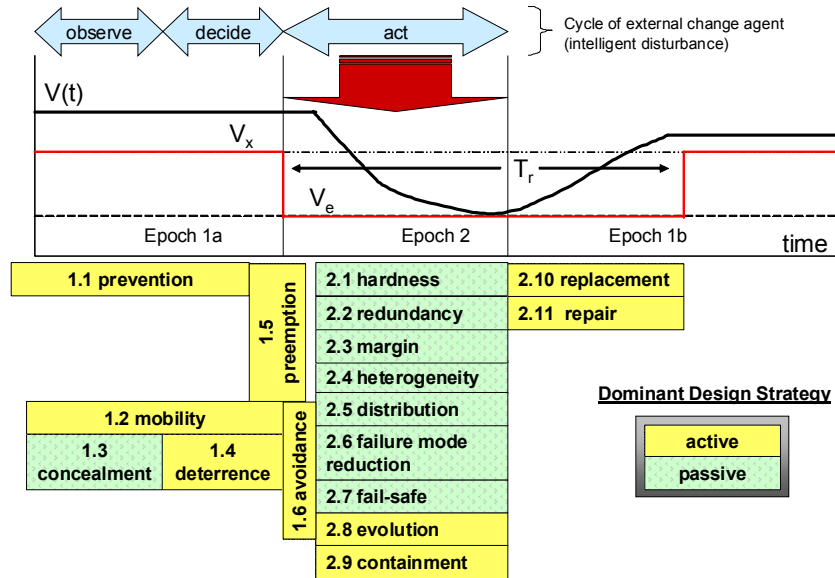 observe
decide
act
Cycle of external change agent
(intelligent disturbance)
V(t)
Vx
Tr
Ve
Epoch 1a
Epoch 2
Epoch 1b
time
1.1 prevention
1.5
preemption
2.1 hardness
2.10 replacement
2.2 redundancy
2.11 repair
2.3 margin
2.4 heterogeneity
1.2 mobility
2.5 distribution
1.3
concealment
1.4
deterrence
1.6 avoidance
2.6 failure mode
reduction
2.7 fail-safe
2.8 evolution
2.9 containment
Dominant Design Strategy
active
passive